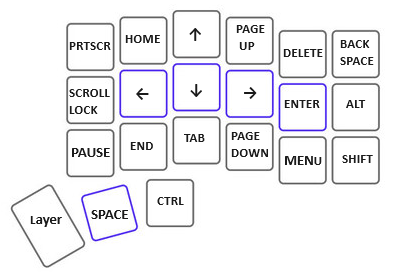 PRTSCR
HOME
↑
PAGE
UP
DELETE
BACK
SPACE
SCROLL
LOCK
←
↓
→
ENTER
ALT
PAUSE
END
TAB
PAGE
DOWN
MENU
SHIFT
Layer
SPACE
CTRL